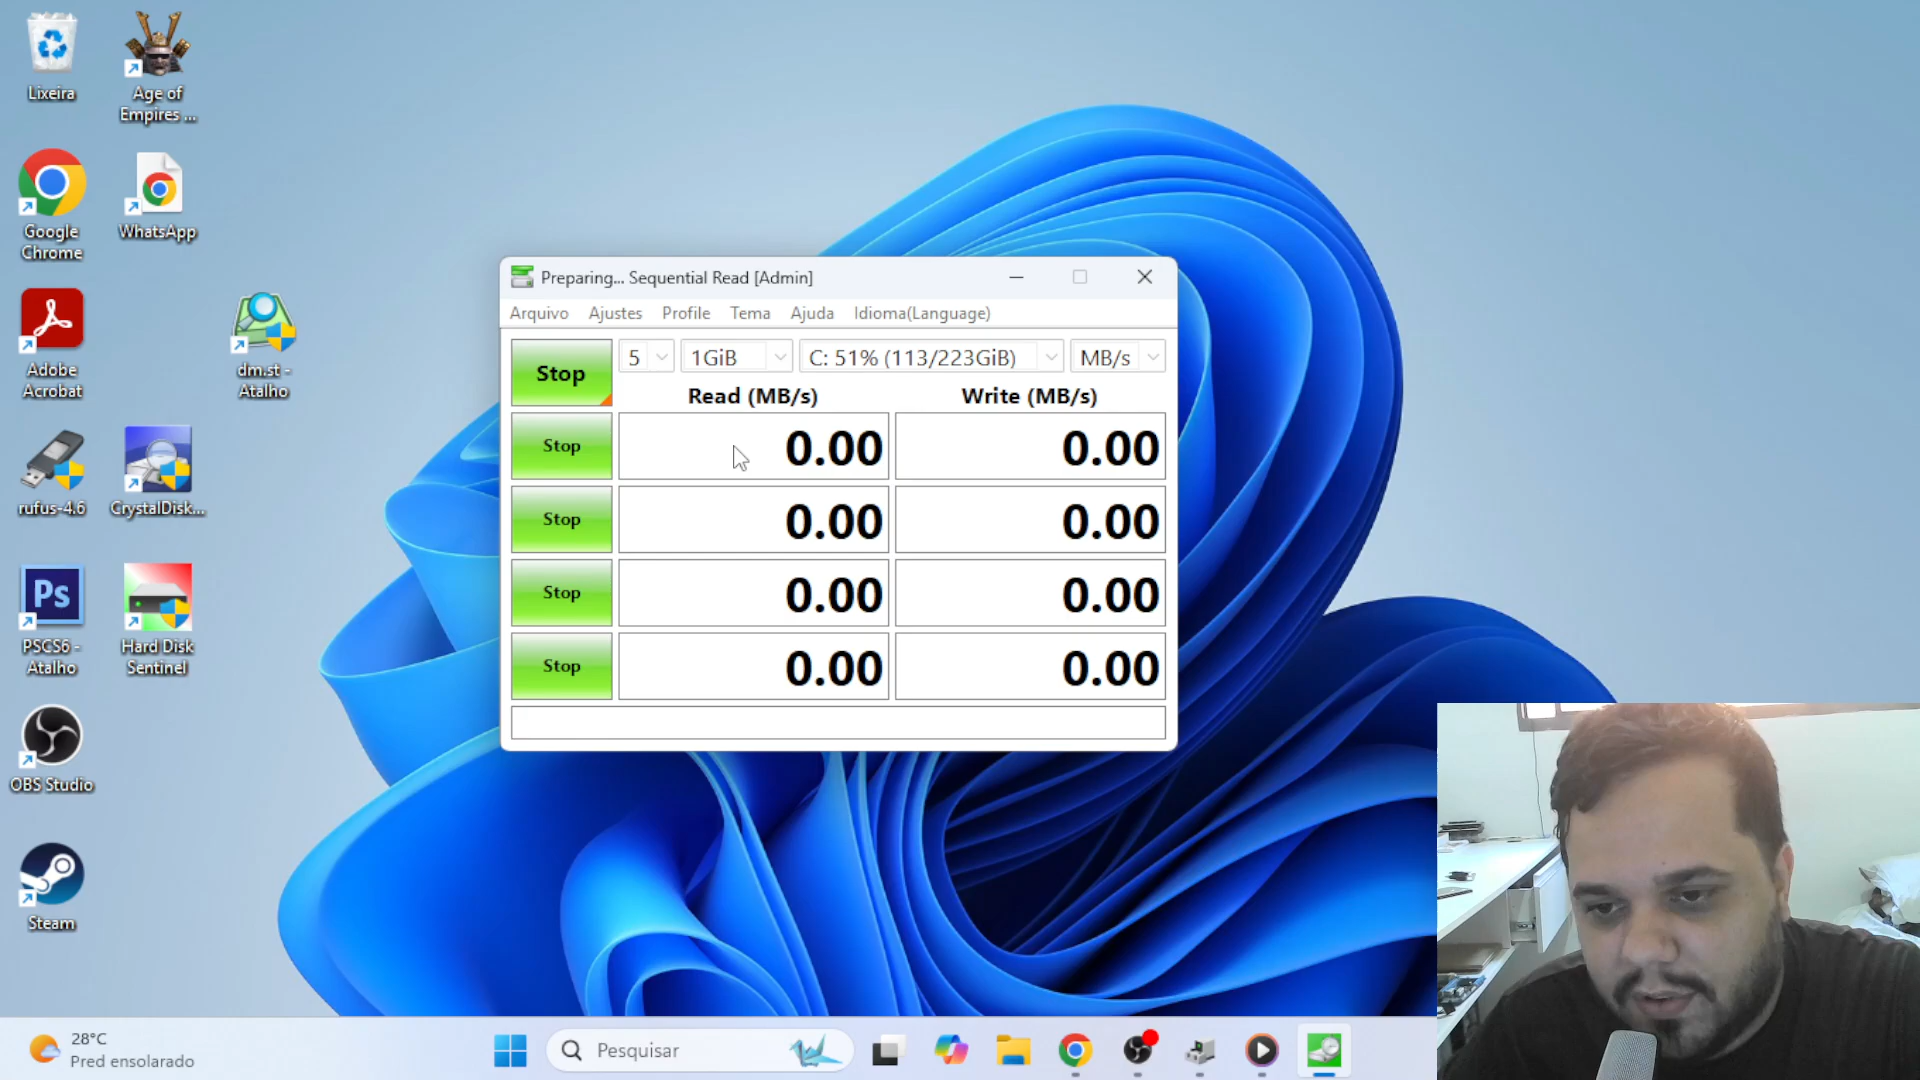 Lixeira
Age of
Empires ...
Google
Chrome
WhatsApp
Adobe
Acrobat
dm.st -
Atalho
rufus-4.6
CrystalDisk...
Ps
PSCS6 -
Atalho
Hard Disk
Sentinel
OBS Studio
Steam
Preparing... Sequential Read [Admin]
Arquivo Ajustes Profile Tema Ajuda Idioma(Language)
Stop 5 1GiB C: 51% (113/223GiB) MB/s
Read (MB/s) Write (MB/s)
Stop 0.00 0.00
Stop 0.00 0.00
Stop 0.00 0.00
Stop 0.00 0.00
28°C
Pred ensolarado
Pesquisar